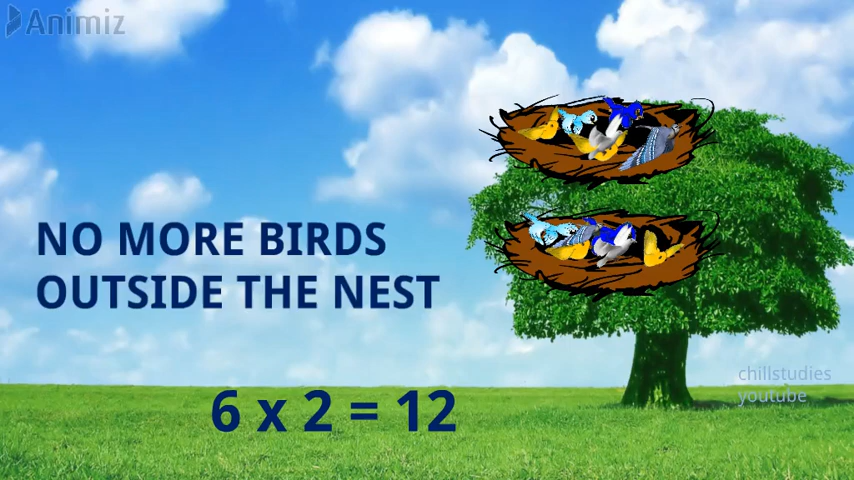 Animiz
NO MORE BIRDS
OUTSIDE THE NEST
6 x 2 = 12
chillstudies
youtube